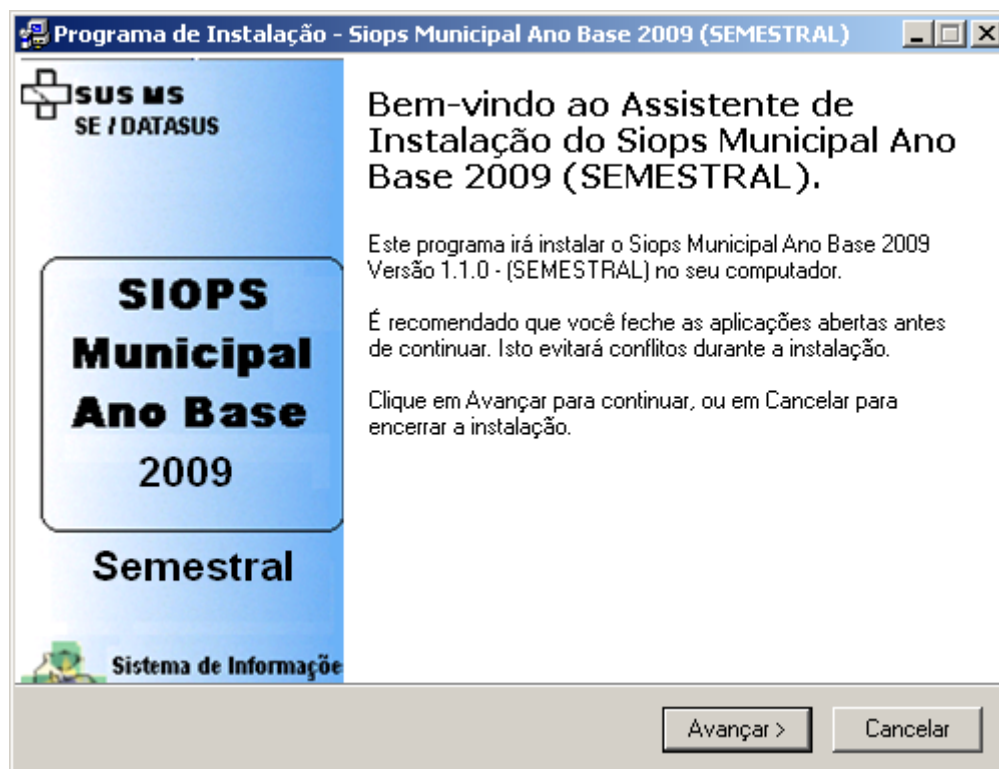 Programa de Instalação - Siops Municipal Ano Base 2009 (SEMESTRAL)
SUS MS
SE / DATASUS
SIOPS
Municipal
Ano Base
2009
Semestral
Sistema de Informaçõe
Bem-vindo ao Assistente de
Instalação do Siops Municipal Ano
Base 2009 (SEMESTRAL).
Este programa irá instalar o Siops Municipal Ano Base 2009
Versão 1.1.0 - (SEMESTRAL) no seu computador.
É recomendado que você feche as aplicações abertas antes
de continuar. Isto evitará conflitos durante a instalação.
Clique em Avançar para continuar, ou em Cancelar para
encerrar a instalação.
Avançar >
Cancelar